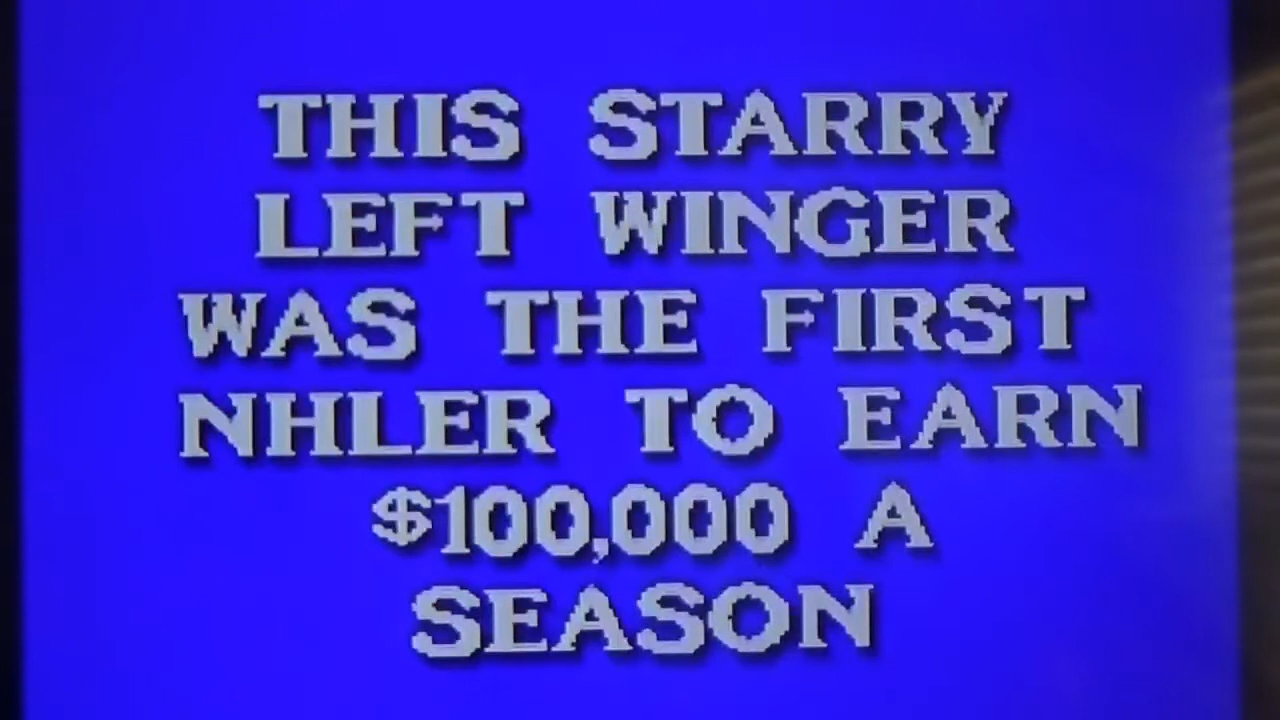 THIS STARRY
LEFT WINGER
WAS THE FIRST
NHLER TO EARN
$100,000 A
SEASON